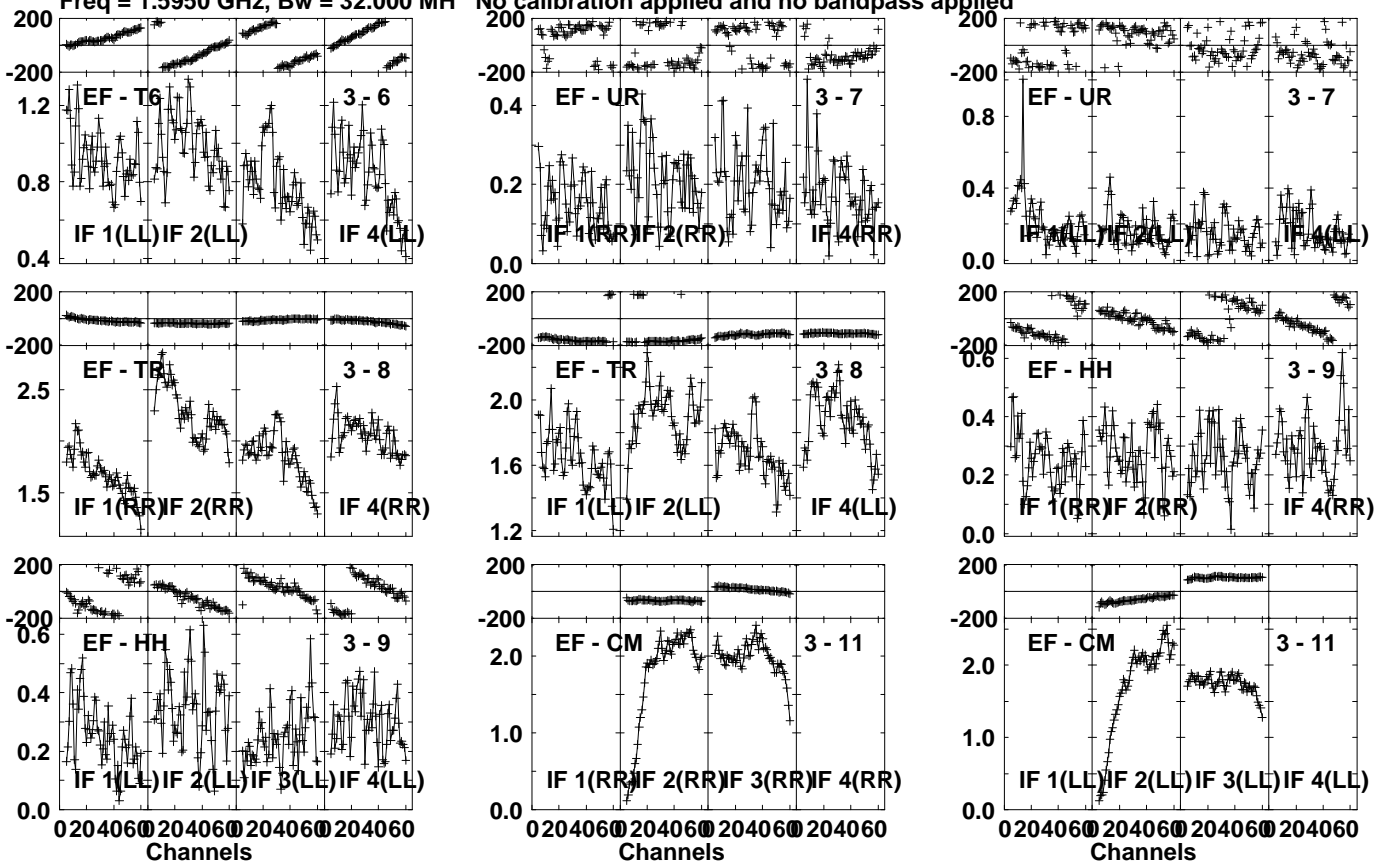 Freq = 1.5950 GHz, Bw = 32.000 MH No calibration applied and no bandpass applied
200 200 200
-200 -200 -200
EF - T6 3 - 6 EF - UR 3 - 7 EF - UR 3 - 7
1.2 0.4 0.8
0.8 0.2 0.4
IF 1(LL) IF 2(LL) IF 4(LL) IF 1(RR) IF 2(RR) IF 4(RR) IF 1(LL) IF 2(LL) IF 4(LL)
0.4 0.0 0.0
200 200 200
-200 -200 -200
EF - TR 3 - 8 EF - TR 3 - 8 EF - HH 3 - 9
0.6
2.5 2.0 0.4
1.5 1.6 0.2
IF 1(RR) IF 2(RR) IF 4(RR) IF 1(LL) IF 2(LL) IF 4(LL) IF 1(RR) IF 2(RR) IF 4(RR)
1.2 0.0
200 200 200
-200 -200 -200
EF - HH 3 - 9 EF - CM 3 - 11 EF - CM 3 - 11
0.6
0.4 2.0 2.0
0.2 1.0 1.0
IF 1(LL) IF 2(LL) IF 3(LL) IF 4(LL) IF 1(RR) IF 2(RR) IF 3(RR) IF 4(RR) IF 1(LL) IF 2(LL) IF 3(LL) IF 4(LL)
0.0 0.0 0.0
0 20 40 60 0 20 40 60 0 20 40 60 0 20 40 60 0 20 40 60 0 20 40 60 0 20 40 60 0 20 40 60 0 20 40 60 0 20 40 60 0 20 40 60 0 20 40 60
Channels Channels Channels